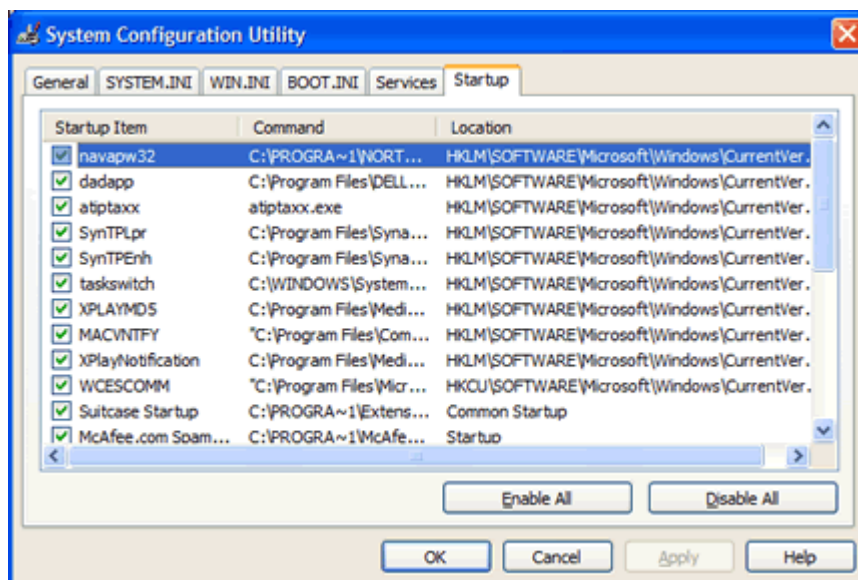 System Configuration Utility
General SYSTEM.INI WIN.INI BOOT.INI Services Startup
Startup Item Command Location
navapw32 C:\PROGRA~1\NORT... HKLM\SOFTWARE\Microsoft\Windows\CurrentVer.
dadapp C:\Program Files\DELL... HKLM\SOFTWARE\Microsoft\Windows\CurrentVer.
atiptaxx atiptaxx.exe HKLM\SOFTWARE\Microsoft\Windows\CurrentVer.
SynTPLpr C:\Program Files\Syna... HKLM\SOFTWARE\Microsoft\Windows\CurrentVer.
SynTPEnh C:\Program Files\Syna... HKLM\SOFTWARE\Microsoft\Windows\CurrentVer.
taskswitch C:\WINDOWS\System... HKLM\SOFTWARE\Microsoft\Windows\CurrentVer.
XPLAYMD5 C:\Program Files\Medi... HKLM\SOFTWARE\Microsoft\Windows\CurrentVer.
MACVNTFY "C:\Program Files\Com... HKLM\SOFTWARE\Microsoft\Windows\CurrentVer.
XPlayNotification C:\Program Files\Medi... HKLM\SOFTWARE\Microsoft\Windows\CurrentVer.
WCESCOMM "C:\Program Files\Micr... HKCU\SOFTWARE\Microsoft\Windows\CurrentVer.
Suitcase Startup C:\PROGRA~1\Extens... Common Startup
McAfee.com Spam... C:\PROGRA~1\McAfe... Startup
Enable All Disable All
OK Cancel Apply Help